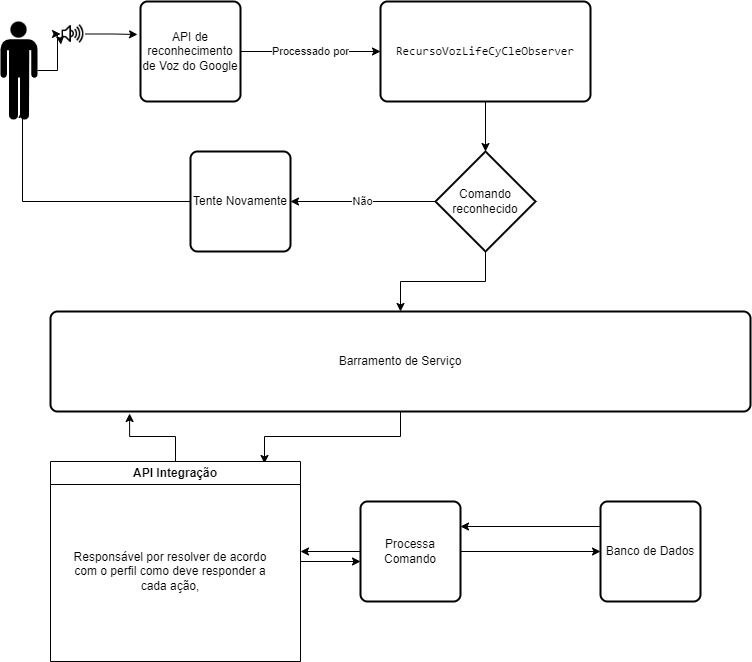 API de
reconhecimento
de Voz do Google
Processado por
RecursoVozLifeCyCleObserver
Comando
reconhecido
Não
Tente Novamente
Barramento de Serviço
API Integração
Responsável por resolver de acordo
com o perfil como deve responder a
cada ação,
Processa
Comando
Banco de Dados